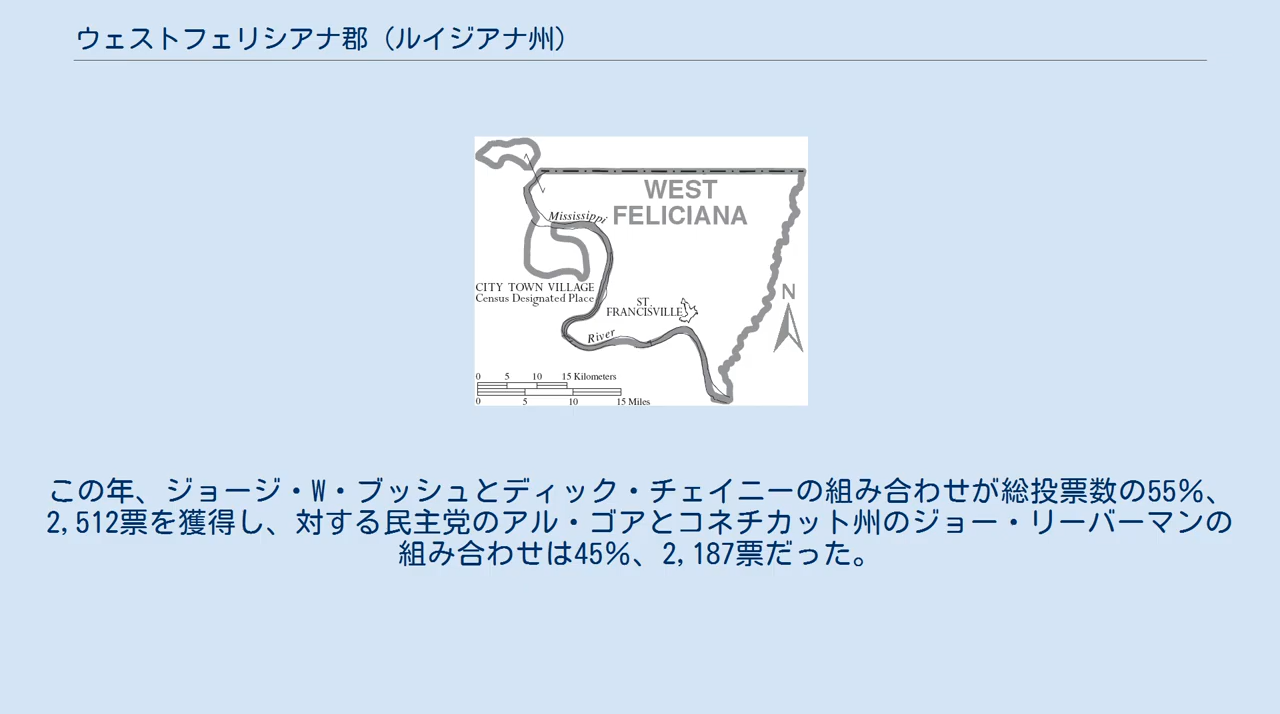 ウェストフェリシアナ郡（ルイジアナ州）
WEST
FELICIANA
Mississippi
CITY TOWN VILLAGE
Census Designated Place
ST.
FRANCISVILLE
N
River
0 5 10 15 Kilometers
0 5 10 15 Miles
この年、ジョージ・W・ブッシュとディック・チェイニーの組み合わせが総投票数の55%、
2,512票を獲得し、対する民主党のアル・ゴアとコネチカット州のジョー・リーバーマンの
組み合わせは45%、2,187票だった。